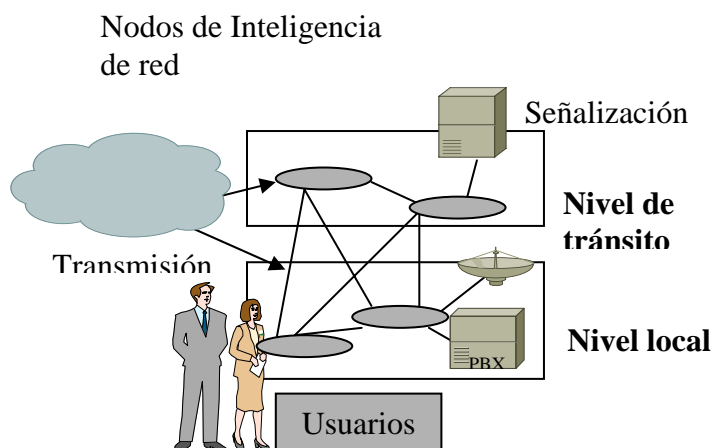 Nodos de Inteligencia
de red
Señalización
Nivel de
tránsito
Transmisión
PBX
Nivel local
Usuarios